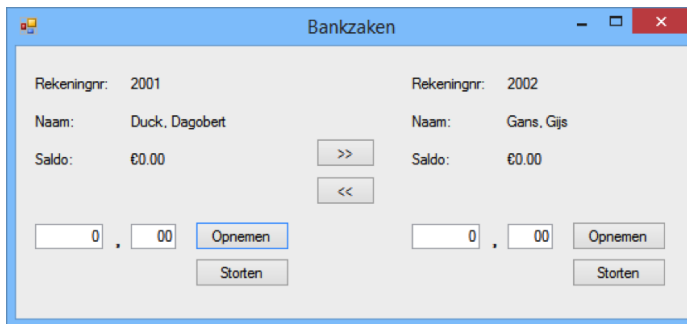 Bankzaken
Rekeningnr: 2001 Rekeningnr: 2002
Naam: Duck, Dagobert Naam: Gans, Gijs
Saldo: €0.00 >> Saldo: €0.00
<<
0 , 00 Opnemen 0 , 00 Opnemen
Storten Storten